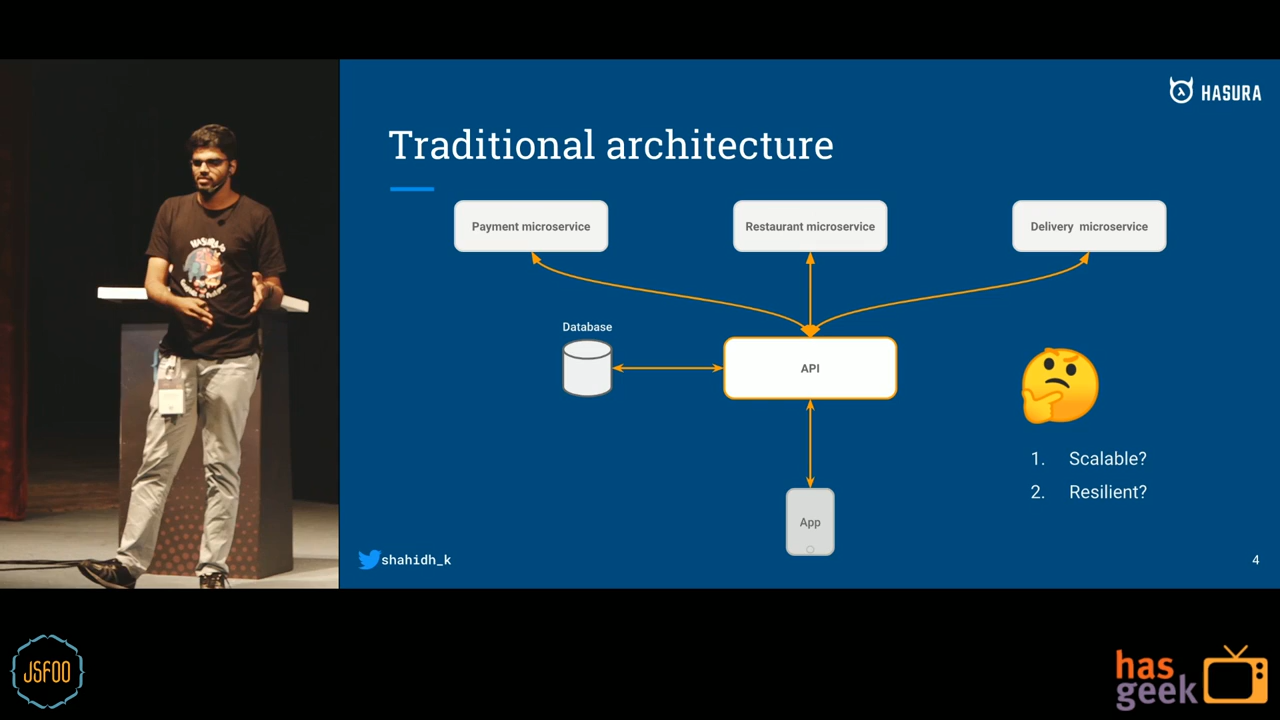 HASURA
Traditional architecture
Payment microservice
Restaurant microservice
Delivery  microservice
Database
API
1. Scalable?
2. Resilient?
App
shahidh_k
4
JSFOO
has
geek